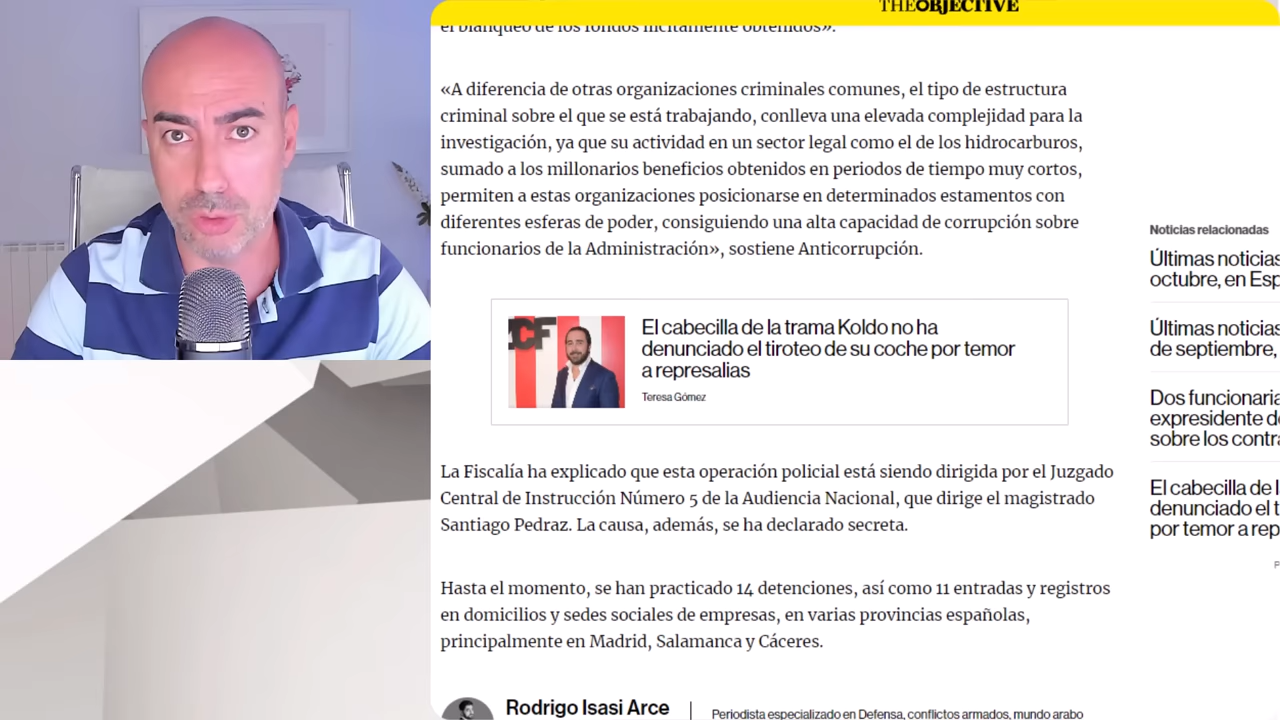 THEOBJECTIVE
el blanqueo de los fondos ilícitamente obtenidos».
«A diferencia de otras organizaciones criminales comunes, el tipo de estructura
criminal sobre el que se está trabajando, conlleva una elevada complejidad para la
investigación, ya que su actividad en un sector legal como el de los hidrocarburos,
sumado a los millonarios beneficios obtenidos en periodos de tiempo muy cortos,
permiten a estas organizaciones posicionarse en determinados estamentos con
diferentes esferas de poder, consiguiendo una alta capacidad de corrupción sobre
funcionarios de la Administración», sostiene Anticorrupción.
CF
El cabecilla de la trama Koldo no ha
denunciado el tiroteo de su coche por temor
a represalias
Teresa Gómez
La Fiscalía ha explicado que esta operación policial está siendo dirigida por el Juzgado
Central de Instrucción Número 5 de la Audiencia Nacional, que dirige el magistrado
Santiago Pedraz. La causa, además, se ha declarado secreta.
Hasta el momento, se han practicado 14 detenciones, así como 11 entradas y registros
en domicilios y sedes sociales de empresas, en varias provincias españolas,
principalmente en Madrid, Salamanca y Cáceres.
Rodrigo Isasi Arce
Periodista especializado en Defensa, conflictos armados, mundo arabo
Noticias relacionadas
Últimas noticias
octubre, en Esp
Últimas noticias
de septiembre,
Dos funcionaria
expresidente d
sobre los contr
El cabecilla de l
denunciado el t
por temor a rep
P